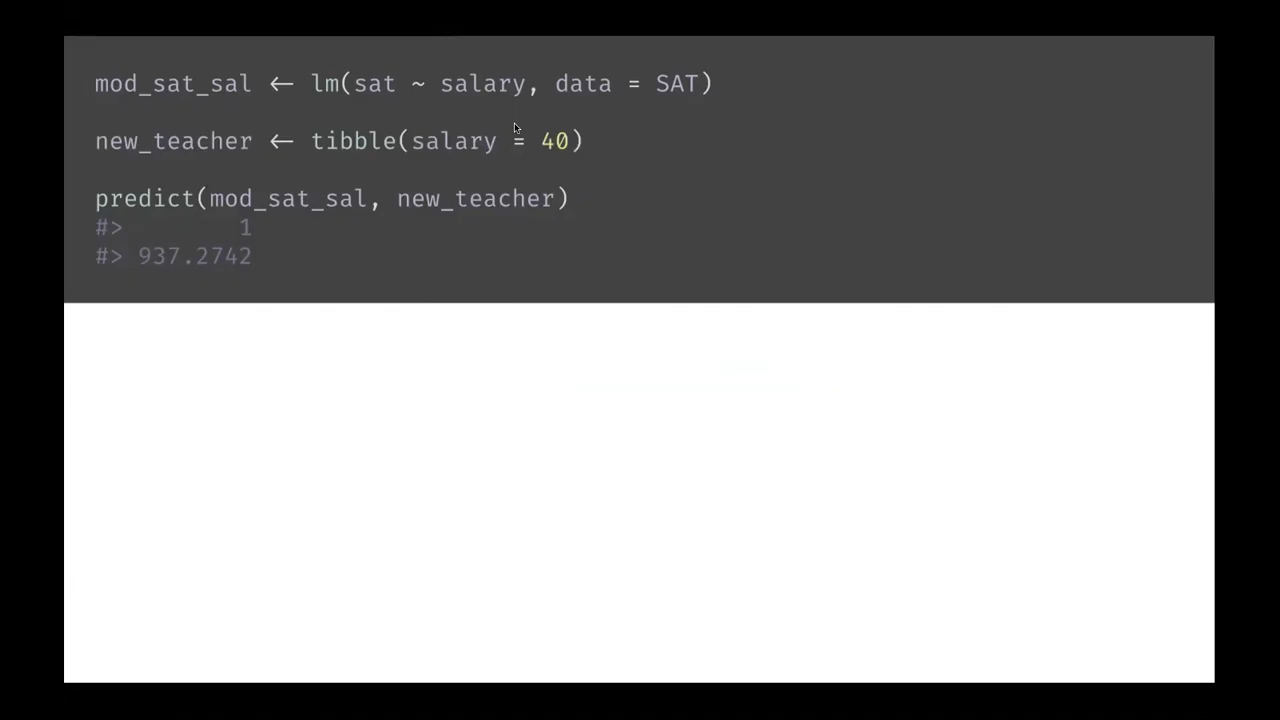 mod_sat_sal <- lm(sat ~ salary, data = SAT)
new_teacher <- tibble(salary = 40)
predict(mod_sat_sal, new_teacher)
#>        1
#> 937.2742